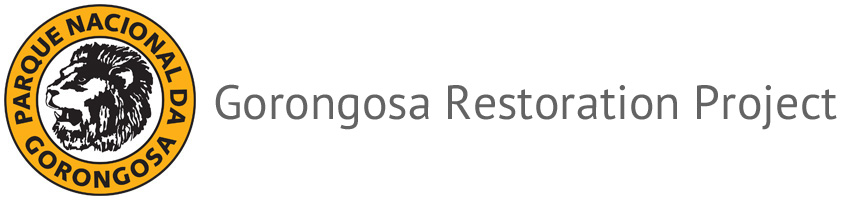 PARQUE NACIONAL DA
GORONGOSA
Gorongosa Restoration Project